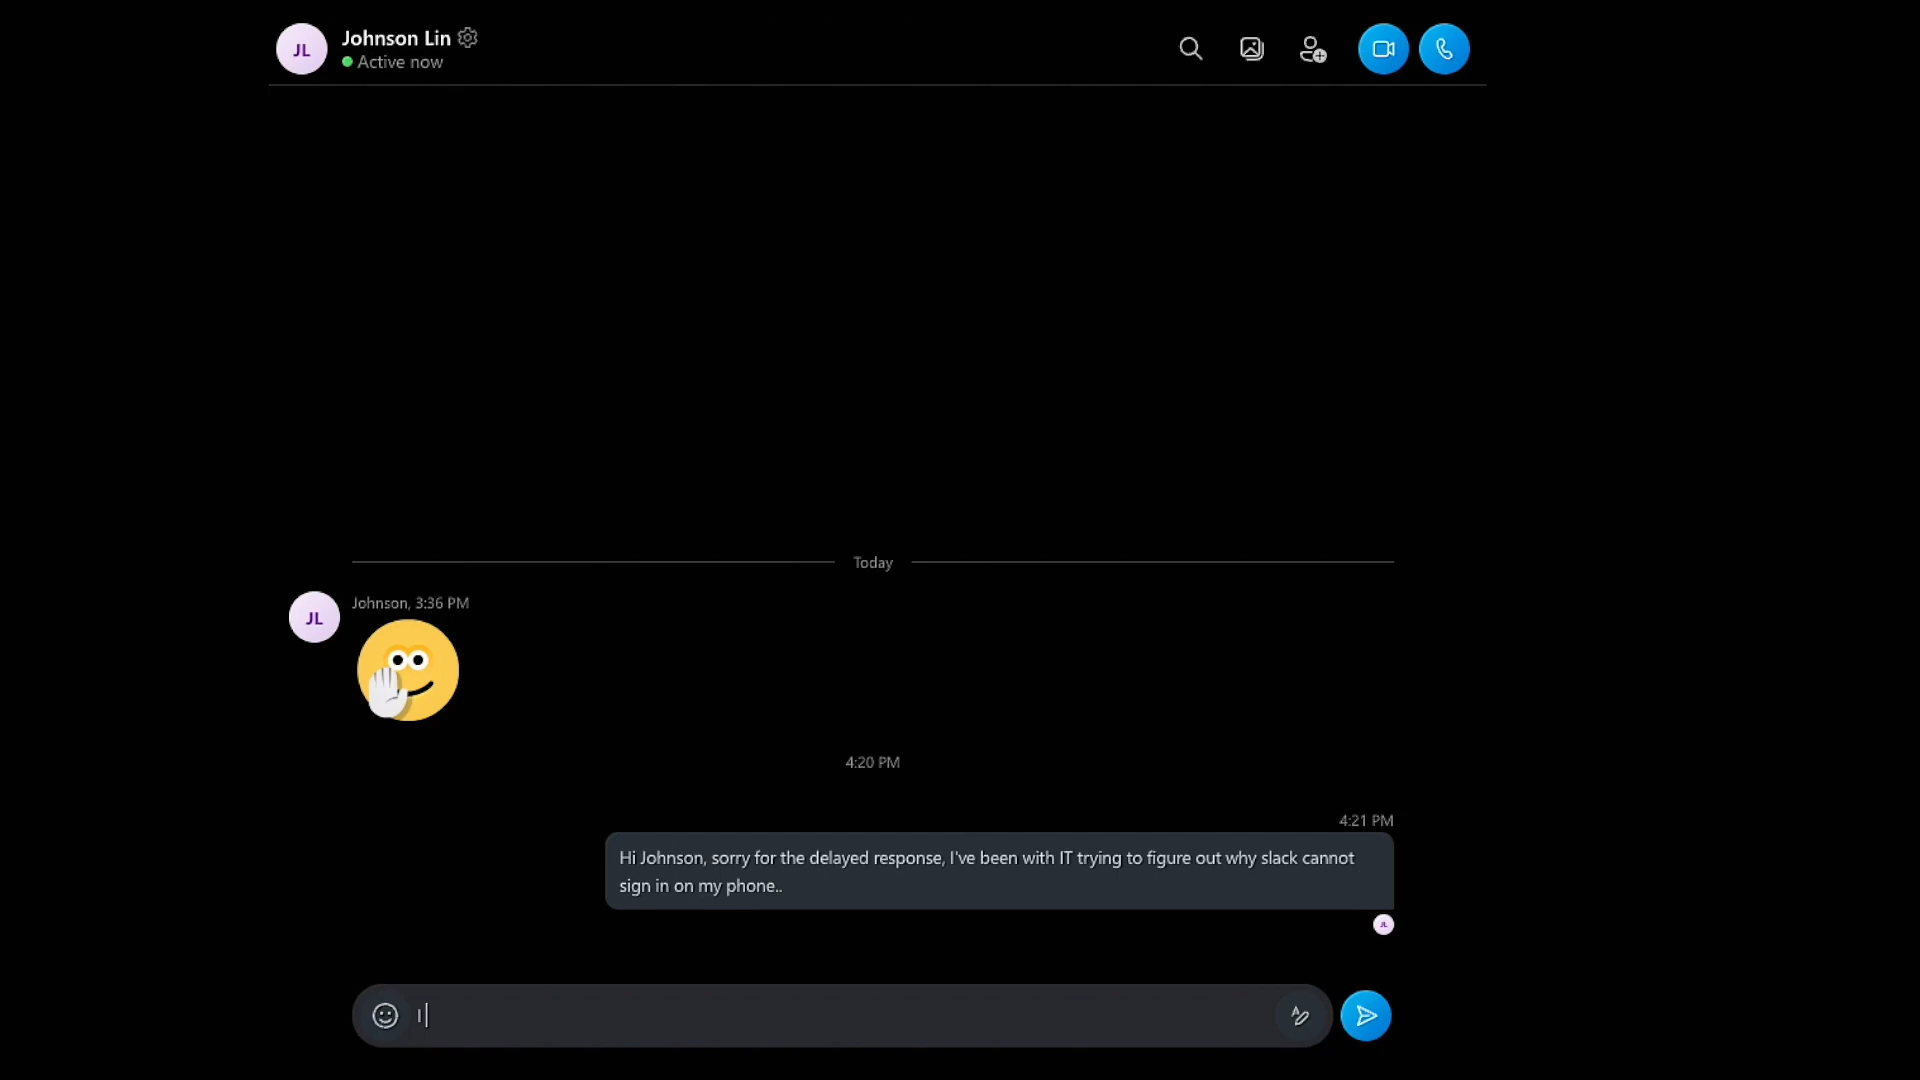 JL
Johnson Lin
Active now
Today
Johnson, 3:36 PM
JL
4:20 PM
4:21 PM
Hi Johnson, sorry for the delayed response, I've been with IT trying to figure out why slack cannot
sign in on my phone..
JL
I